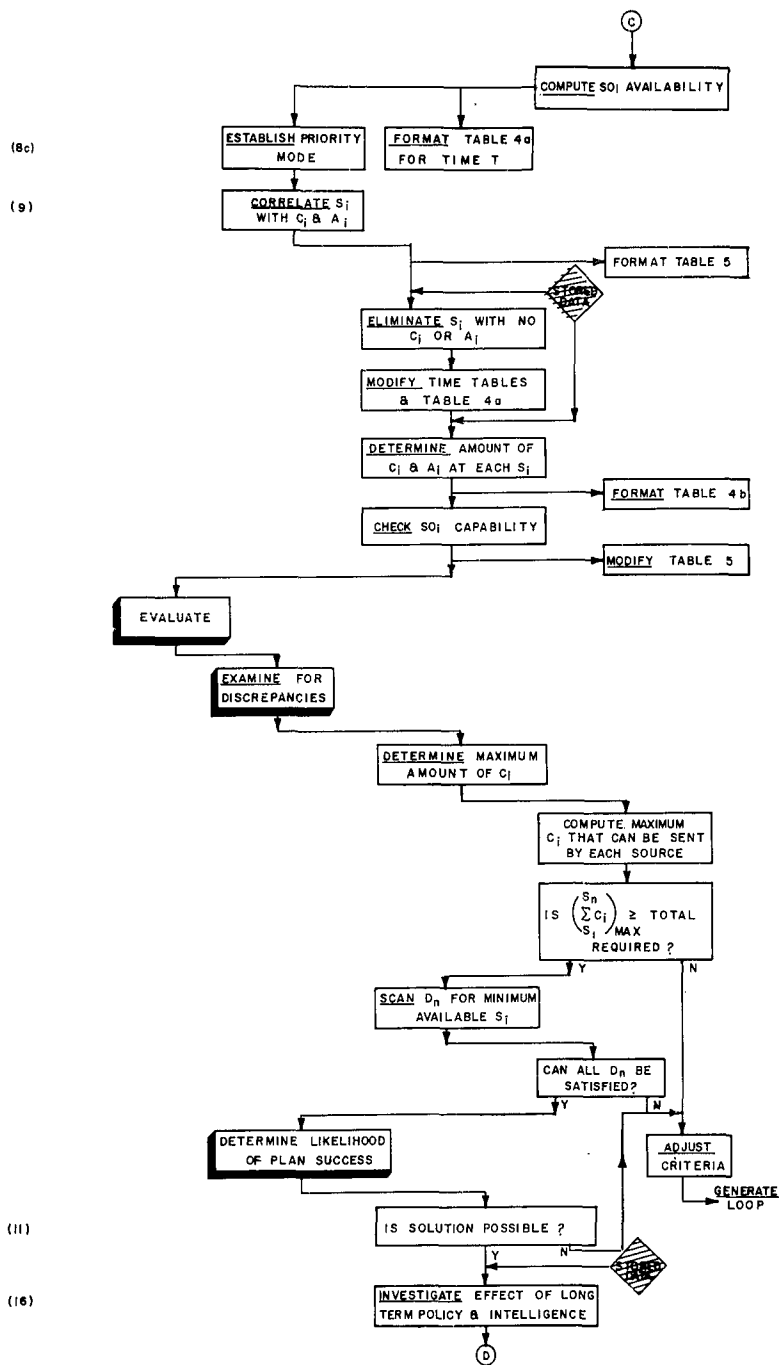 C
COMPUTE SOi AVAILABILITY
(8c)
ESTABLISH PRIORITY
MODE
FORMAT TABLE 4a
FOR TIME T
(9)
CORRELATE Si
WITH Ci & Ai
FORMAT TABLE 5
STORED
DATA
ELIMINATE Si WITH NO
Ci OR Ai
MODIFY TIME TABLES
& TABLE 4a
DETERMINE AMOUNT OF
Ci & Ai AT EACH Si
FORMAT TABLE 4b
CHECK SOi CAPABILITY
MODIFY TABLE 5
EVALUATE
EXAMINE FOR
DISCREPANCIES
DETERMINE MAXIMUM
AMOUNT OF Ci
COMPUTE MAXIMUM
Ci THAT CAN BE SENT
BY EACH SOURCE
Sn
IS ( Σ Ci ) ≥ TOTAL
S1 MAX
REQUIRED ?
Y N
SCAN Dn FOR MINIMUM
AVAILABLE Si
CAN ALL Dn BE
SATISFIED?
Y N
DETERMINE LIKELIHOOD
OF PLAN SUCCESS
ADJUST
CRITERIA
GENERATE
LOOP
(11)
IS SOLUTION POSSIBLE ?
Y N
STORED
DATA
(16)
INVESTIGATE EFFECT OF LONG
TERM POLICY & INTELLIGENCE
D